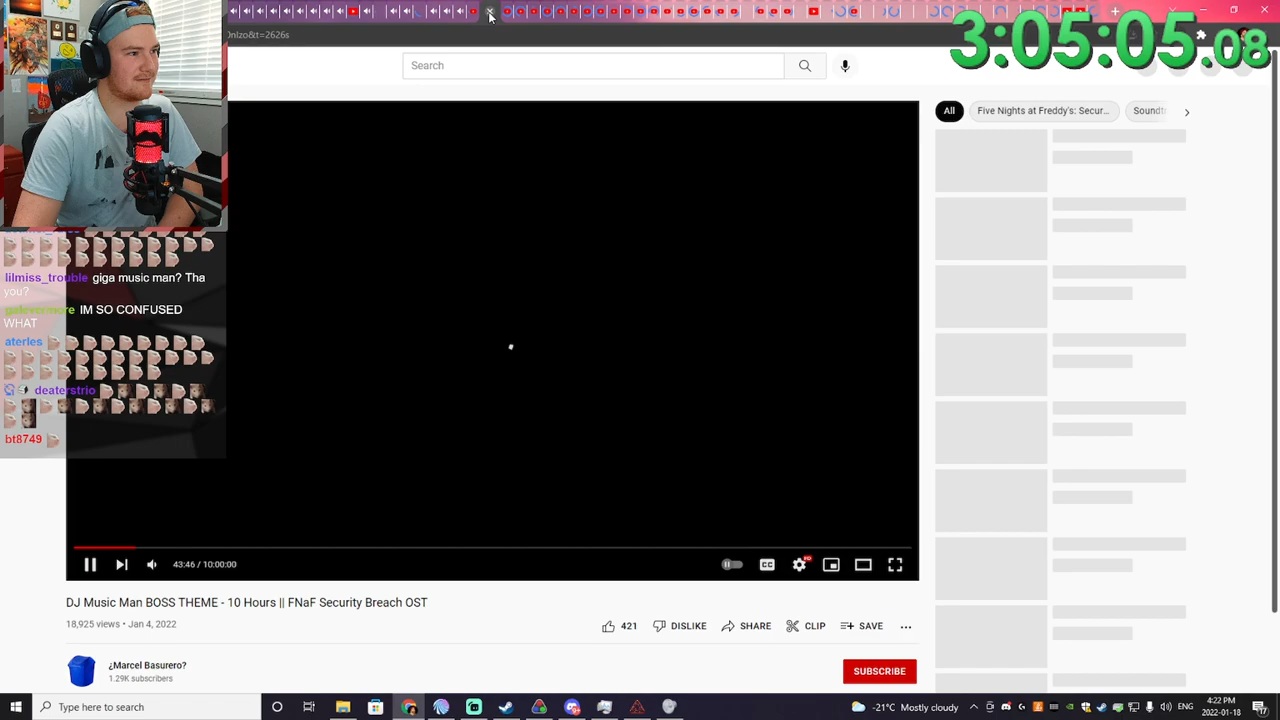 Onlzo&t=2626s
3:05.05.08
Search
All
Five Nights at Freddy's: Secur...
Soundt
lilmiss_trouble giga music man? Tha
you?
IM SO CONFUSED
WHAT
aterles
deaterstrio
bt8749
43:46 / 10:00:00
DJ Music Man BOSS THEME - 10 Hours || FNaF Security Breach OST
18,925 views • Jan 4, 2022
421
DISLIKE
SHARE
CLIP
SAVE
¿Marcel Basurero?
1.29K subscribers
SUBSCRIBE
Type here to search
-21°C Mostly cloudy
ENG
4:22 PM
2022-01-18